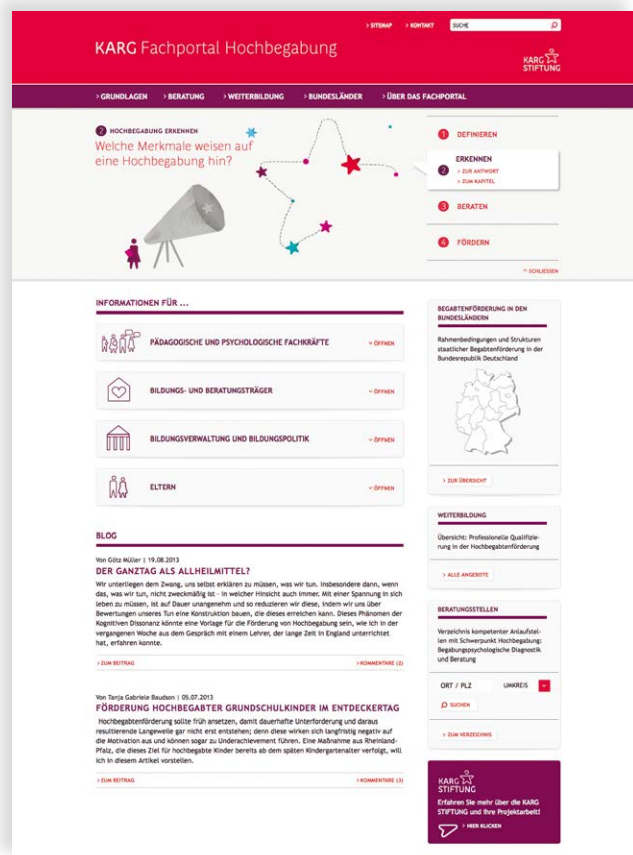 > SITEMAP > KONTAKT SUCHE
KARG Fachportal Hochbegabung
KARG
STIFTUNG
> GRUNDLAGEN > BERATUNG > WEITERBILDUNG > BUNDESLÄNDER > ÜBER DAS FACHPORTAL
2 HOCHBEGABUNG ERKENNEN
Welche Merkmale weisen auf
eine Hochbegabung hin?
1 DEFINIEREN
2 ERKENNEN
> ZUR ANTWORT
> ZUM KAPITEL
3 BERATEN
4 FÖRDERN
SCHLIESSEN
INFORMATIONEN FÜR ...
PÄDAGOGISCHE UND PSYCHOLOGISCHE FACHKRÄFTE ÖFFNEN
BILDUNGS- UND BERATUNGSTRÄGER ÖFFNEN
BILDUNGSVERWALTUNG UND BILDUNGSPOLITIK ÖFFNEN
ELTERN ÖFFNEN
BLOG
Von Götz Müller | 19.08.2013
DER GANZTAG ALS ALLHEILMITTEL?
Wir unterliegen dem Zwang, uns selbst erklären zu müssen, was wir tun. Insbesondere dann, wenn
das, was wir tun, nicht zweckmäßig ist - in welcher Hinsicht auch immer. Mit einer Spannung in sich
leben zu müssen, ist auf Dauer unangenehm und so reduzieren wir diese, indem wir uns über
Bewertungen unseres Tun eine Konstruktion bauen, die dieses erreichen kann. Dieses Phänomen der
Kognitiven Dissonanz könnte eine Vorlage für die Förderung von Hochbegabung sein, wie ich in der
vergangenen Woche aus dem Gespräch mit einem Lehrer, der lange Zeit in England unterrichtet
hat, erfahren konnte.
> ZUM BEITRAG > KOMMENTARE (2)
Von Tanja Gabriele Baudson | 05.07.2013
FÖRDERUNG HOCHBEGABTER GRUNDSCHULKINDER IM ENTDECKERTAG
Hochbegabtenförderung sollte früh ansetzen, damit dauerhafte Unterforderung und daraus
resultierende Langeweile gar nicht erst entstehen; denn diese wirken sich langfristig negativ auf
die Motivation aus und können sogar zu Underachievement führen. Eine Maßnahme aus Rheinland-
Pfalz, die dieses Ziel für hochbegabte Kinder bereits ab dem späten Kindergartenalter verfolgt, will
ich in diesem Artikel vorstellen.
> ZUM BEITRAG > KOMMENTARE (3)
BEGABTENFÖRDERUNG IN DEN
BUNDESLÄNDERN
Rahmenbedingungen und Strukturen
staatlicher Begabtenförderung in der
Bundesrepublik Deutschland
> ZUR ÜBERSICHT
WEITERBILDUNG
Übersicht: Professionelle Qualifizie-
rung in der Hochbegabtenförderung
> ALLE ANGEBOTE
BERATUNGSSTELLEN
Verzeichnis kompetenter Anlaufstel-
len mit Schwerpunkt Hochbegabung:
Begabungspsychologische Diagnostik
und Beratung
ORT / PLZ UMKREIS
SUCHEN
> ZUM VERZEICHNIS
KARG
STIFTUNG
Erfahren Sie mehr über die KARG
STIFTUNG und ihre Projektarbeit!
> HIER KLICKEN